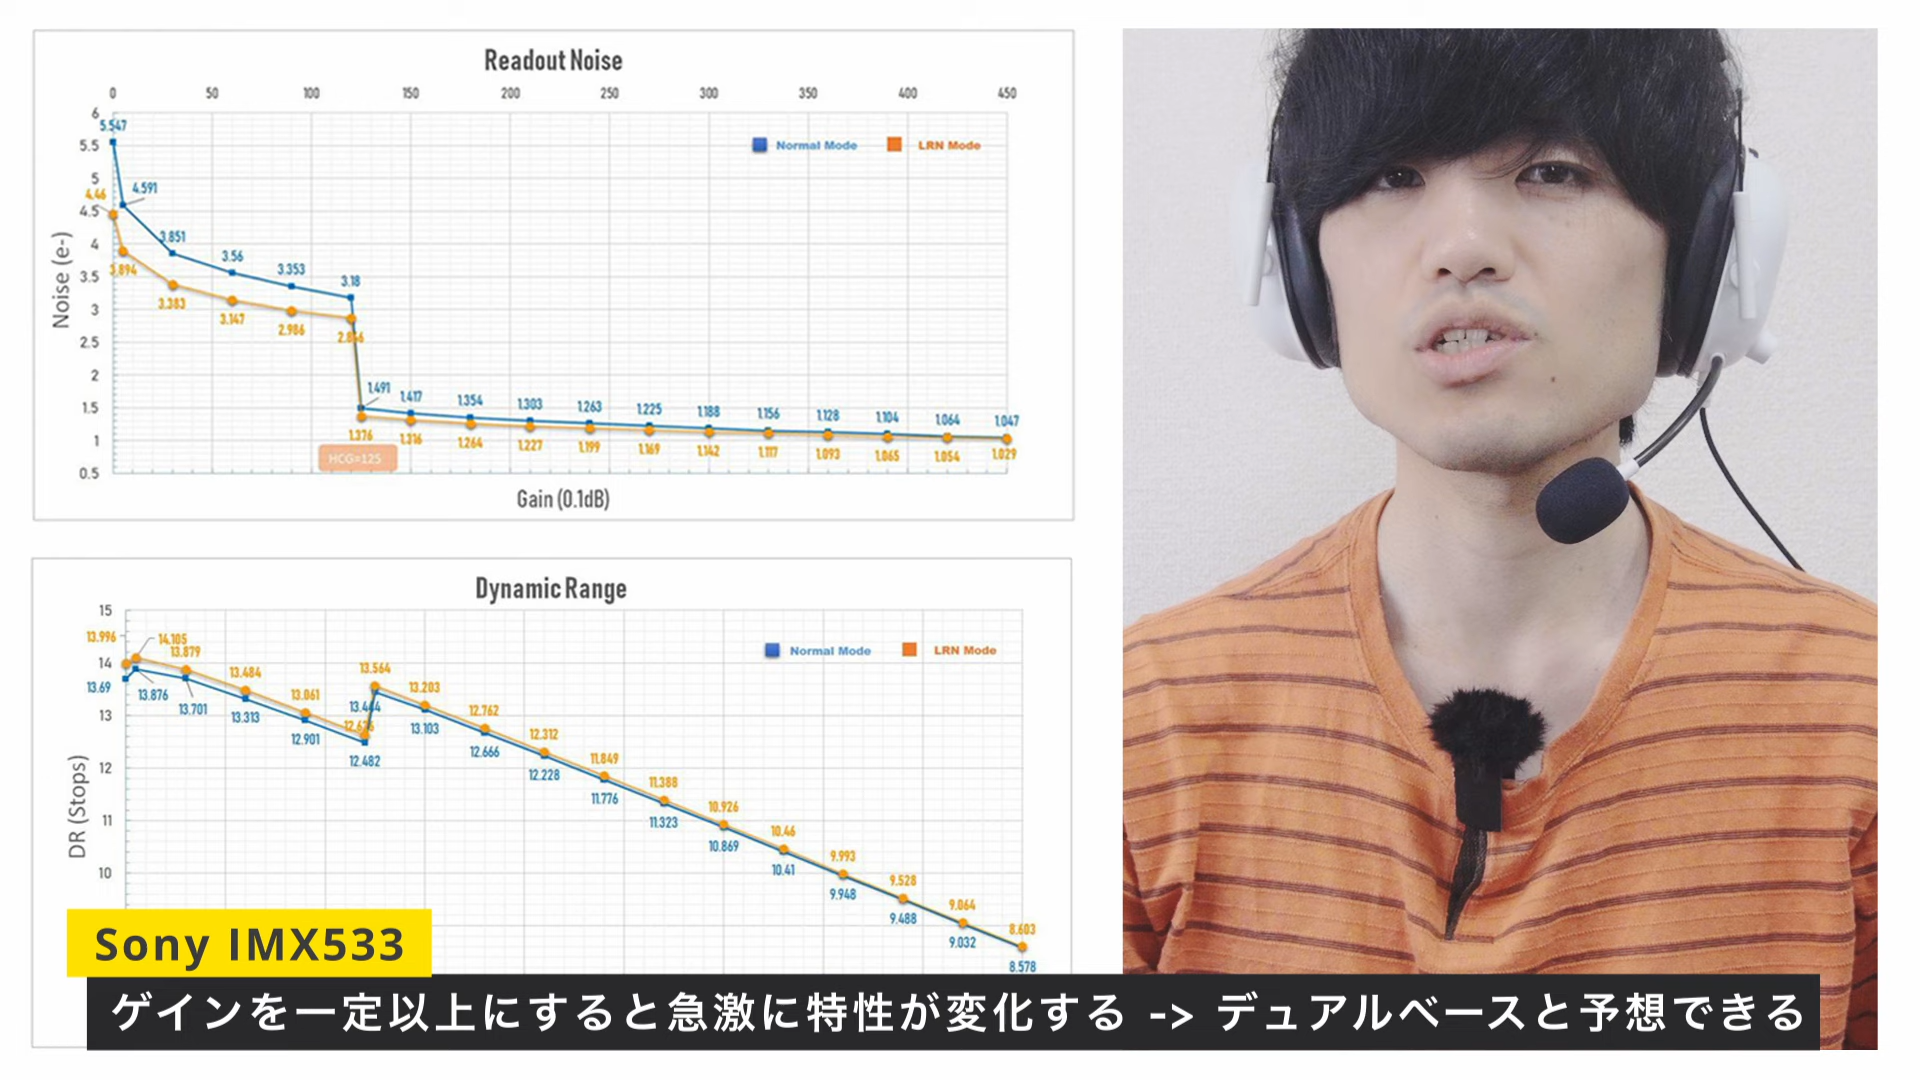 Readout Noise
0 50 100 150 200 250 300 350 400 450
6
5.547
5.5
Normal Mode LRN Mode
5
4.591
4.46
4.5
4
3.851
3.56
3.353
3.894
3.5
3.18
3.383
3.147
2.986
3
2.5
2
1.491 1.417 1.354 1.303 1.263 1.225 1.188 1.156 1.128 1.104 1.064 1.047
1.5
1.376 1.316 1.264 1.227 1.199 1.169 1.142 1.117 1.093 1.065 1.054 1.029
1
HCG=125
0.5
Noise (e-)
Gain (0.1dB)
Dynamic Range
15
13.996 14.105
13.879
Normal Mode LRN Mode
14
13.484 13.061 13.564 13.203
13.69 13.876 13.701 13.313 12.901 12.482 13.103
13
12.762 12.312 11.849 11.388 10.926 10.46 9.993 9.528 9.064 8.603
12.666 12.228 11.776 11.323 10.869 10.41 9.948 9.488 9.032 8.578
12
11
10
DR (Stops)
Sony IMX533
ゲインを一定以上にすると急激に特性が変化する -> デュアルベースと予想できる